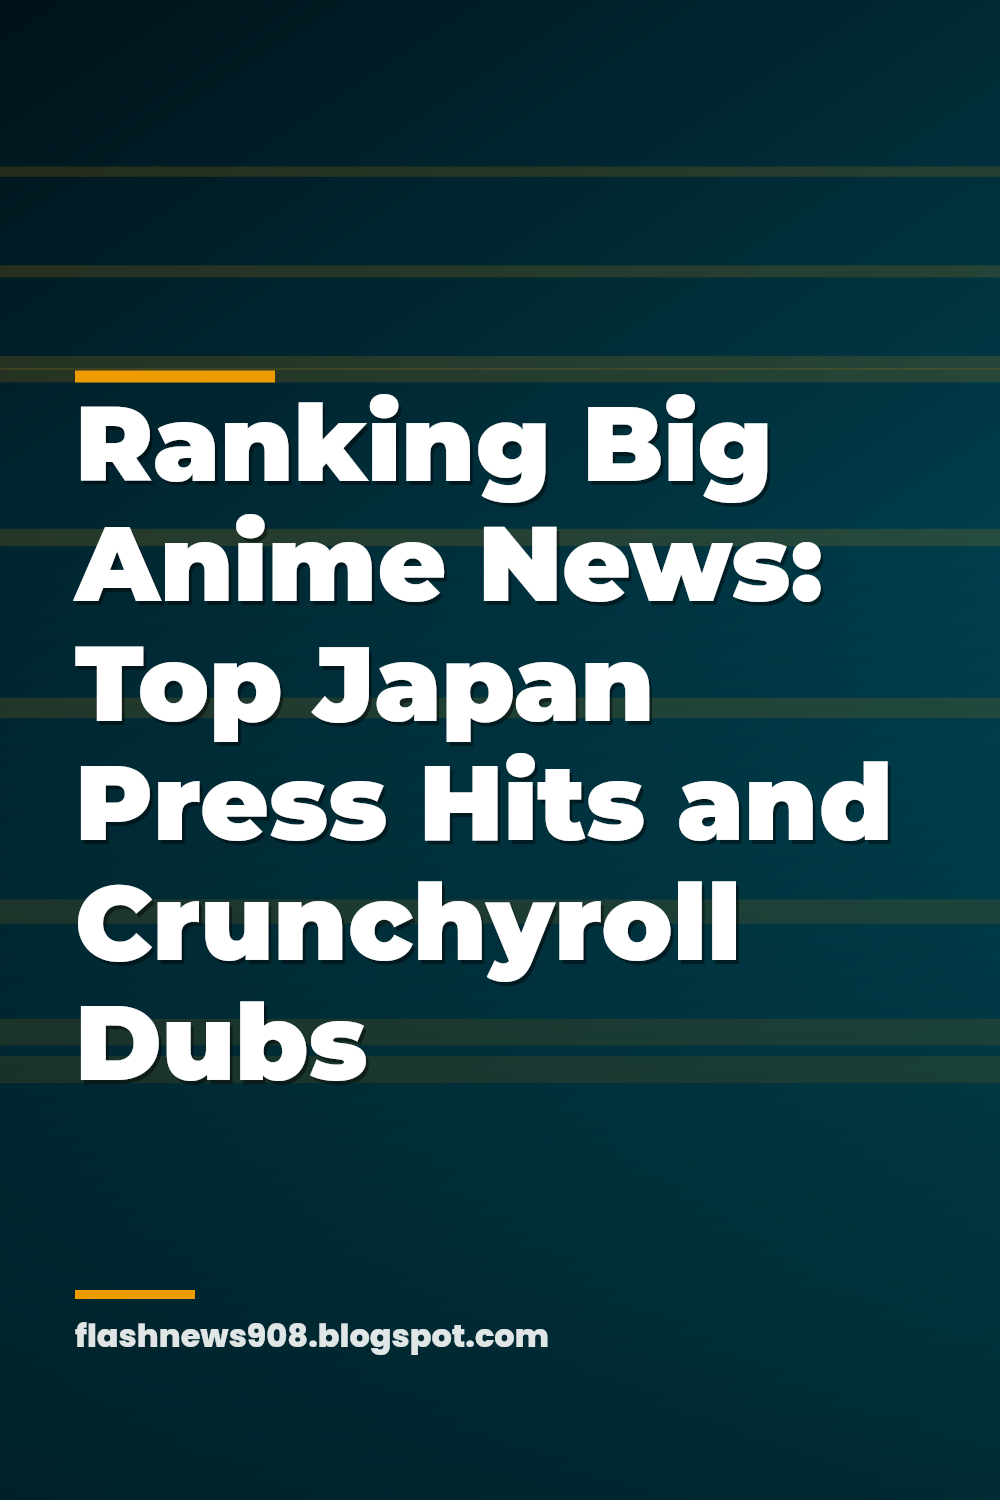 Ranking Big
Anime News:
Top Japan
Press Hits and
Crunchyroll
Dubs
flashnews908.blogspot.com